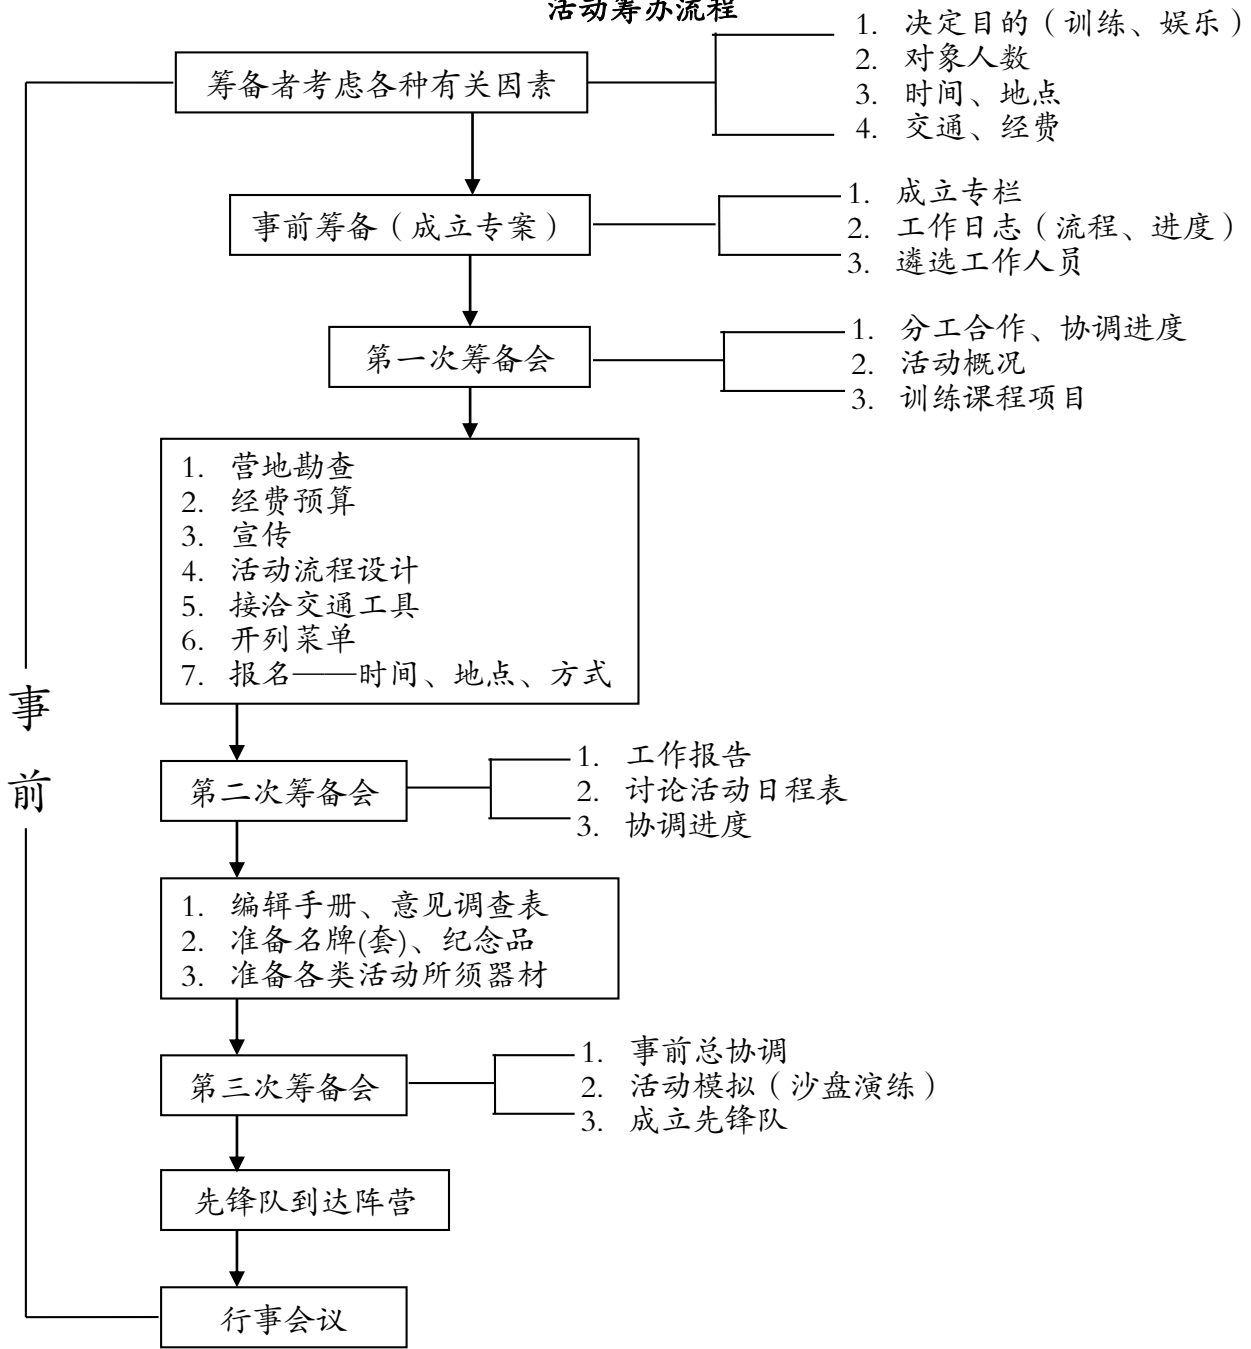 活动筹办流程
筹备者考虑各种有关因素
1. 决定目的（训练、娱乐）
2. 对象人数
3. 时间、地点
4. 交通、经费
事前筹备（成立专案）
1. 成立专栏
2. 工作日志（流程、进度）
3. 遴选工作人员
第一次筹备会
1. 分工合作、协调进度
2. 活动概况
3. 训练课程项目
1. 营地勘查
2. 经费预算
3. 宣传
4. 活动流程设计
5. 接洽交通工具
6. 开列菜单
7. 报名——时间、地点、方式
事
前
第二次筹备会
1. 工作报告
2. 讨论活动日程表
3. 协调进度
1. 编辑手册、意见调查表
2. 准备名牌(套)、纪念品
3. 准备各类活动所须器材
第三次筹备会
1. 事前总协调
2. 活动模拟（沙盘演练）
3. 成立先锋队
先锋队到达阵营
行事会议